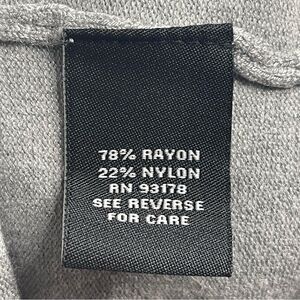 78% RAYON
22% NYLON
RN 93178
SEE REVERSE
FOR CARE